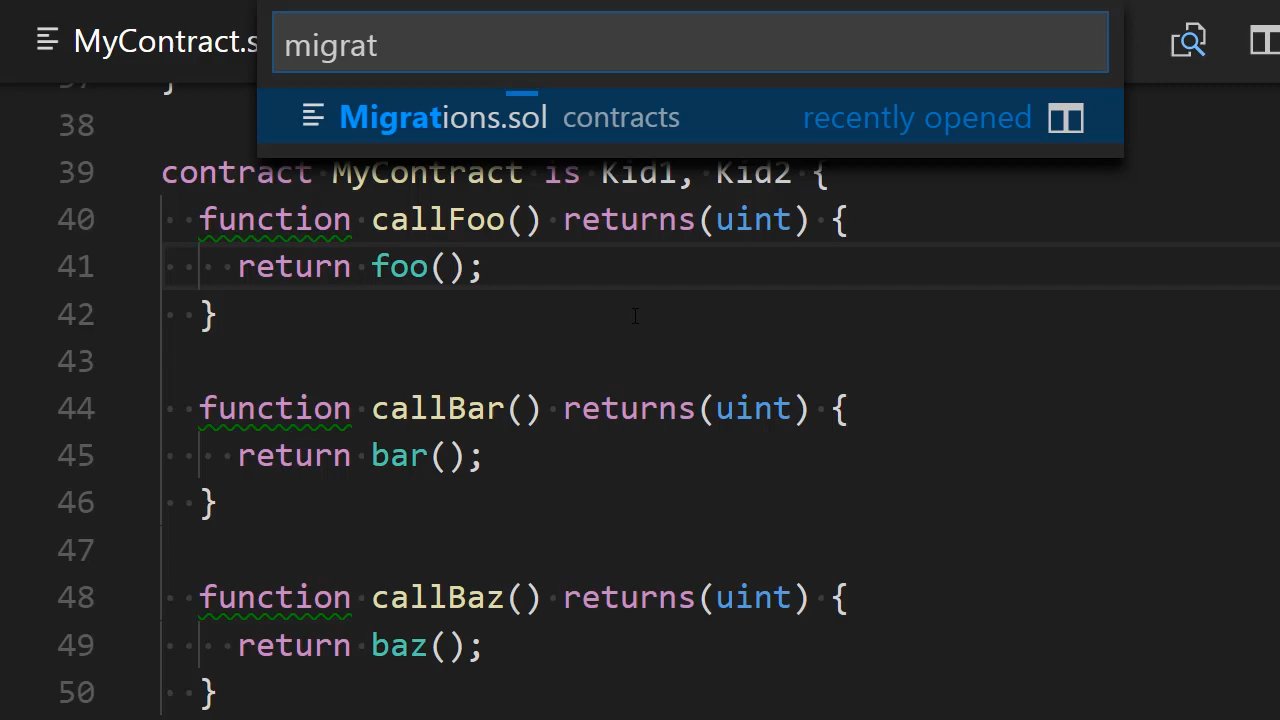 MyContract.s
migrat
Migrations.sol contracts recently opened
}
38
39 contract MyContract is Kid1, Kid2 {
40 function callFoo() returns(uint) {
41 return foo();
42 }
43
44 function callBar() returns(uint) {
45 return bar();
46 }
47
48 function callBaz() returns(uint) {
49 return baz();
50 }